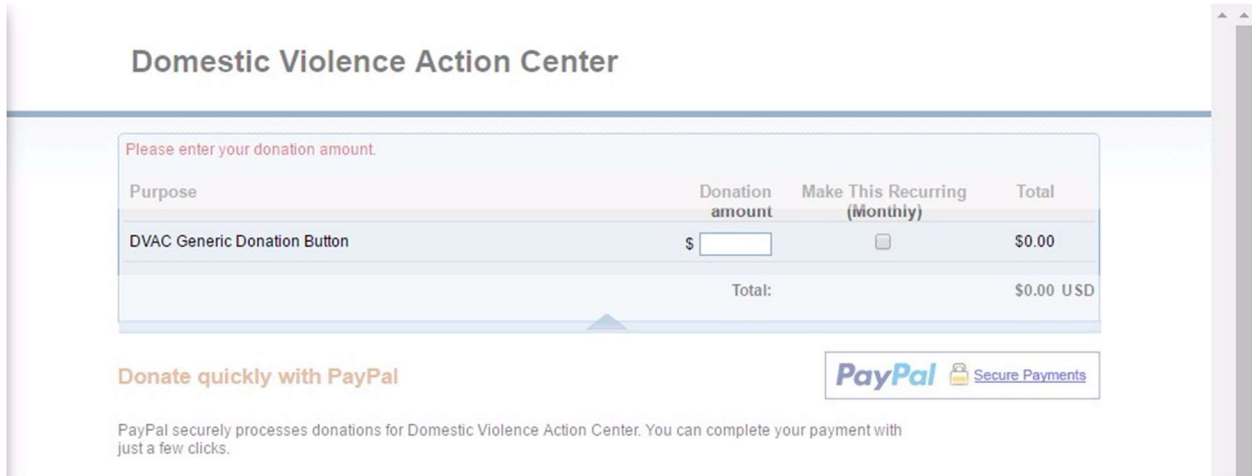 Domestic Violence Action Center
Please enter your donation amount.
Purpose Donation amount Make This Recurring (Monthly) Total
DVAC Generic Donation Button $ $0.00
Total: $0.00 USD
Donate quickly with PayPal
PayPal Secure Payments
PayPal securely processes donations for Domestic Violence Action Center. You can complete your payment with
just a few clicks.